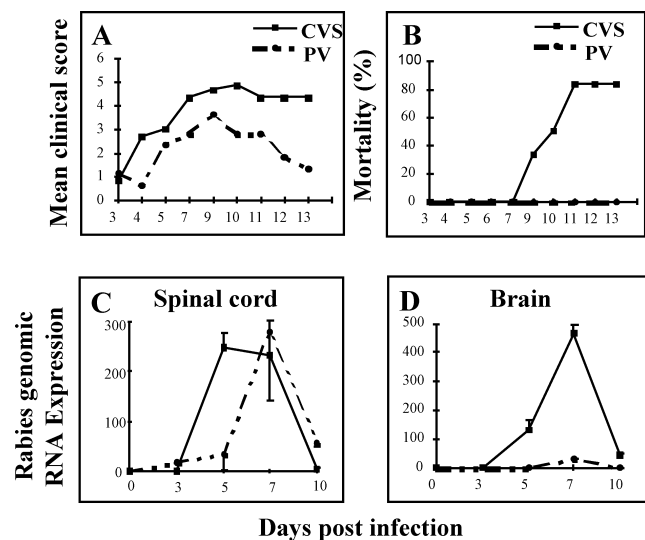 A
CVS
PV
Mean clinical score
6
5
4
3
2
1
0
3 4 5 7 9 10 11 12 13
B
CVS
PV
Mortality (%)
100
80
60
40
20
0
3 4 5 6 7 9 10 11 12 13
C
Spinal cord
Rabies genomic
RNA Expression
300
200
100
0
0 3 5 7 10
D
Brain
500
400
300
200
100
0
0 3 5 7 10
Days post infection